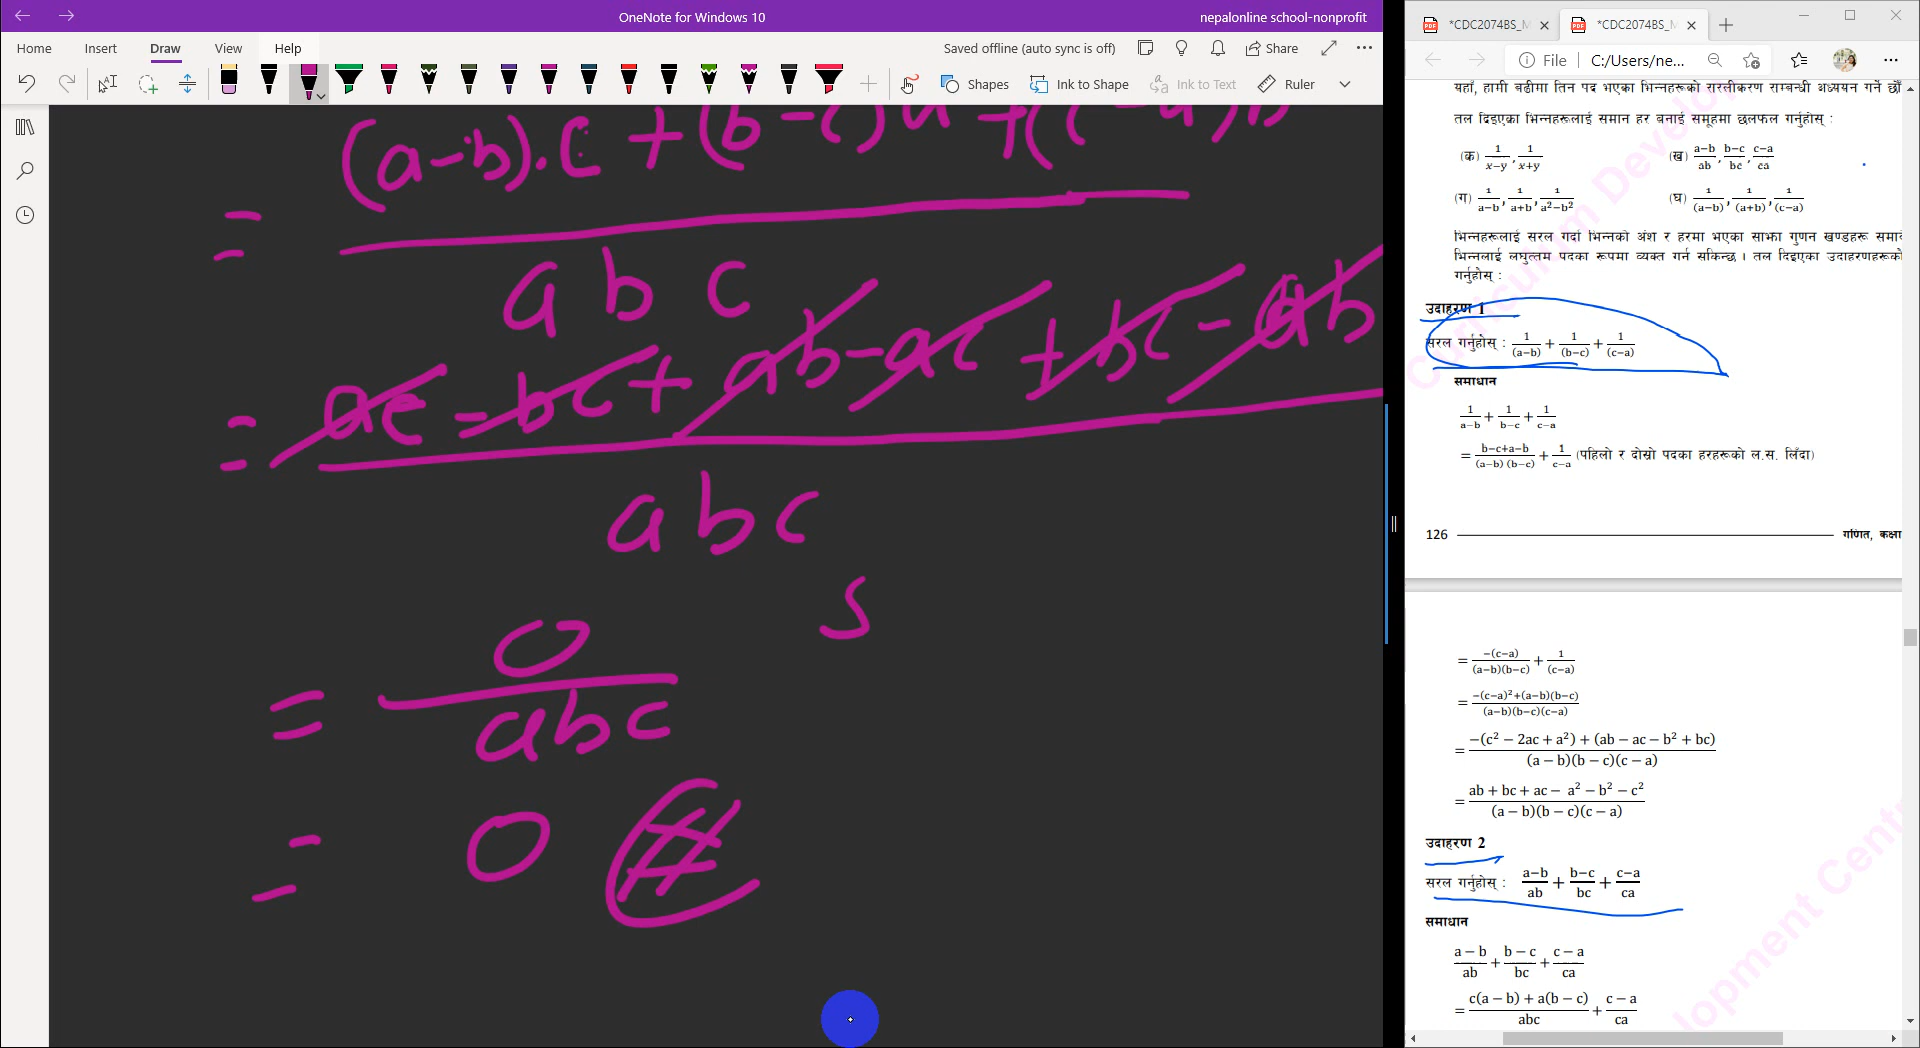 OneNote for Windows 10
nepalonline school-nonprofit
Home Insert Draw View Help
Saved offline (auto sync is off) Share
Shapes Ink to Shape Ink to Text Ruler
= (a-b).c + (b-c)a + (c-a)b
a b c
= ac - bc + ab - ac + bc - ab
a b c
s
= 0/abc
= 0 #
*CDC2074BS_M *CDC2074BS_M
File C:/Users/ne...
यहाँ, हामी बढीमा तिन पद भएका भिन्नहरूको सरलीकरण सम्बन्धी अध्ययन गर्ने छौँ
तल दिइएका भिन्नहरूलाई समान हर बनाई समूहमा छलफल गर्नुहोस् :
(क) 1/x−y, 1/x+y (ख) a−b/ab, b−c/bc, c−a/ca
(ग) 1/a−b, 1/a+b, 1/a²−b² (घ) 1/(a−b), 1/(a+b), 1/(c−a)
भिन्नहरूलाई सरल गर्दा भिन्नको अंश र हरमा भएका साझा गुणन खण्डहरू
भिन्नलाई लघुत्तम पदका रूपमा व्यक्त गर्न सकिन्छ । तल दिइएका उदाहरणहरूको
गर्नुहोस् :
उदाहरण 1
सरल गर्नुहोस् : 1/(a−b) + 1/(b−c) + 1/(c−a)
समाधान
1/a−b + 1/b−c + 1/c−a
= b−c+a−b/(a−b)(b−c) + 1/c−a (पहिलो र दोस्रो पदका हरहरूको ल.स. लिँदा)
126 गणित, कक्षा
= −(c−a)/(a−b)(b−c) + 1/(c−a)
= −(c−a)²+(a−b)(b−c)/(a−b)(b−c)(c−a)
= −(c² − 2ac + a²) + (ab − ac − b² + bc)/(a − b)(b − c)(c − a)
= ab + bc + ac − a² − b² − c²/(a − b)(b − c)(c − a)
उदाहरण 2
सरल गर्नुहोस् : a−b/ab + b−c/bc + c−a/ca
समाधान
a − b/ab + b − c/bc + c − a/ca
= c(a − b) + a(b − c)/abc + c − a/ca